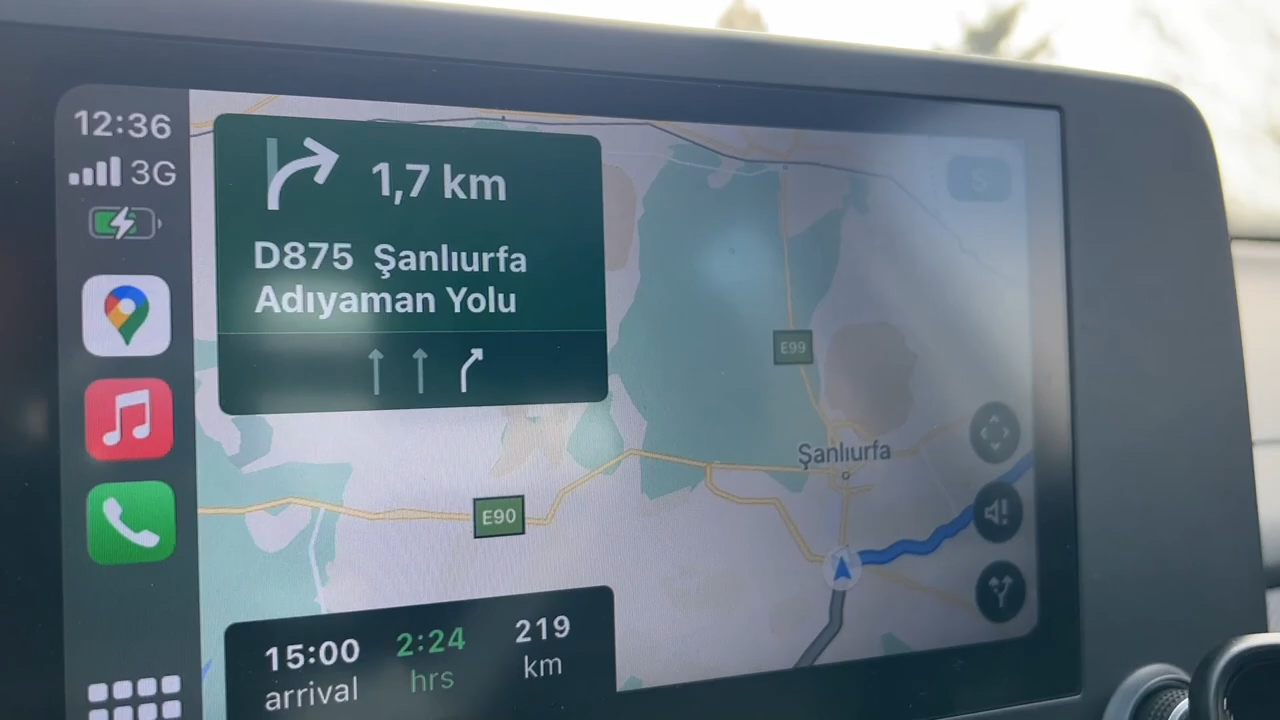 12:36
3G
1,7 km
D875 Şanlıurfa
Adıyaman Yolu
E99
Şanlıurfa
E90
15:00
arrival
2:24
hrs
219
km